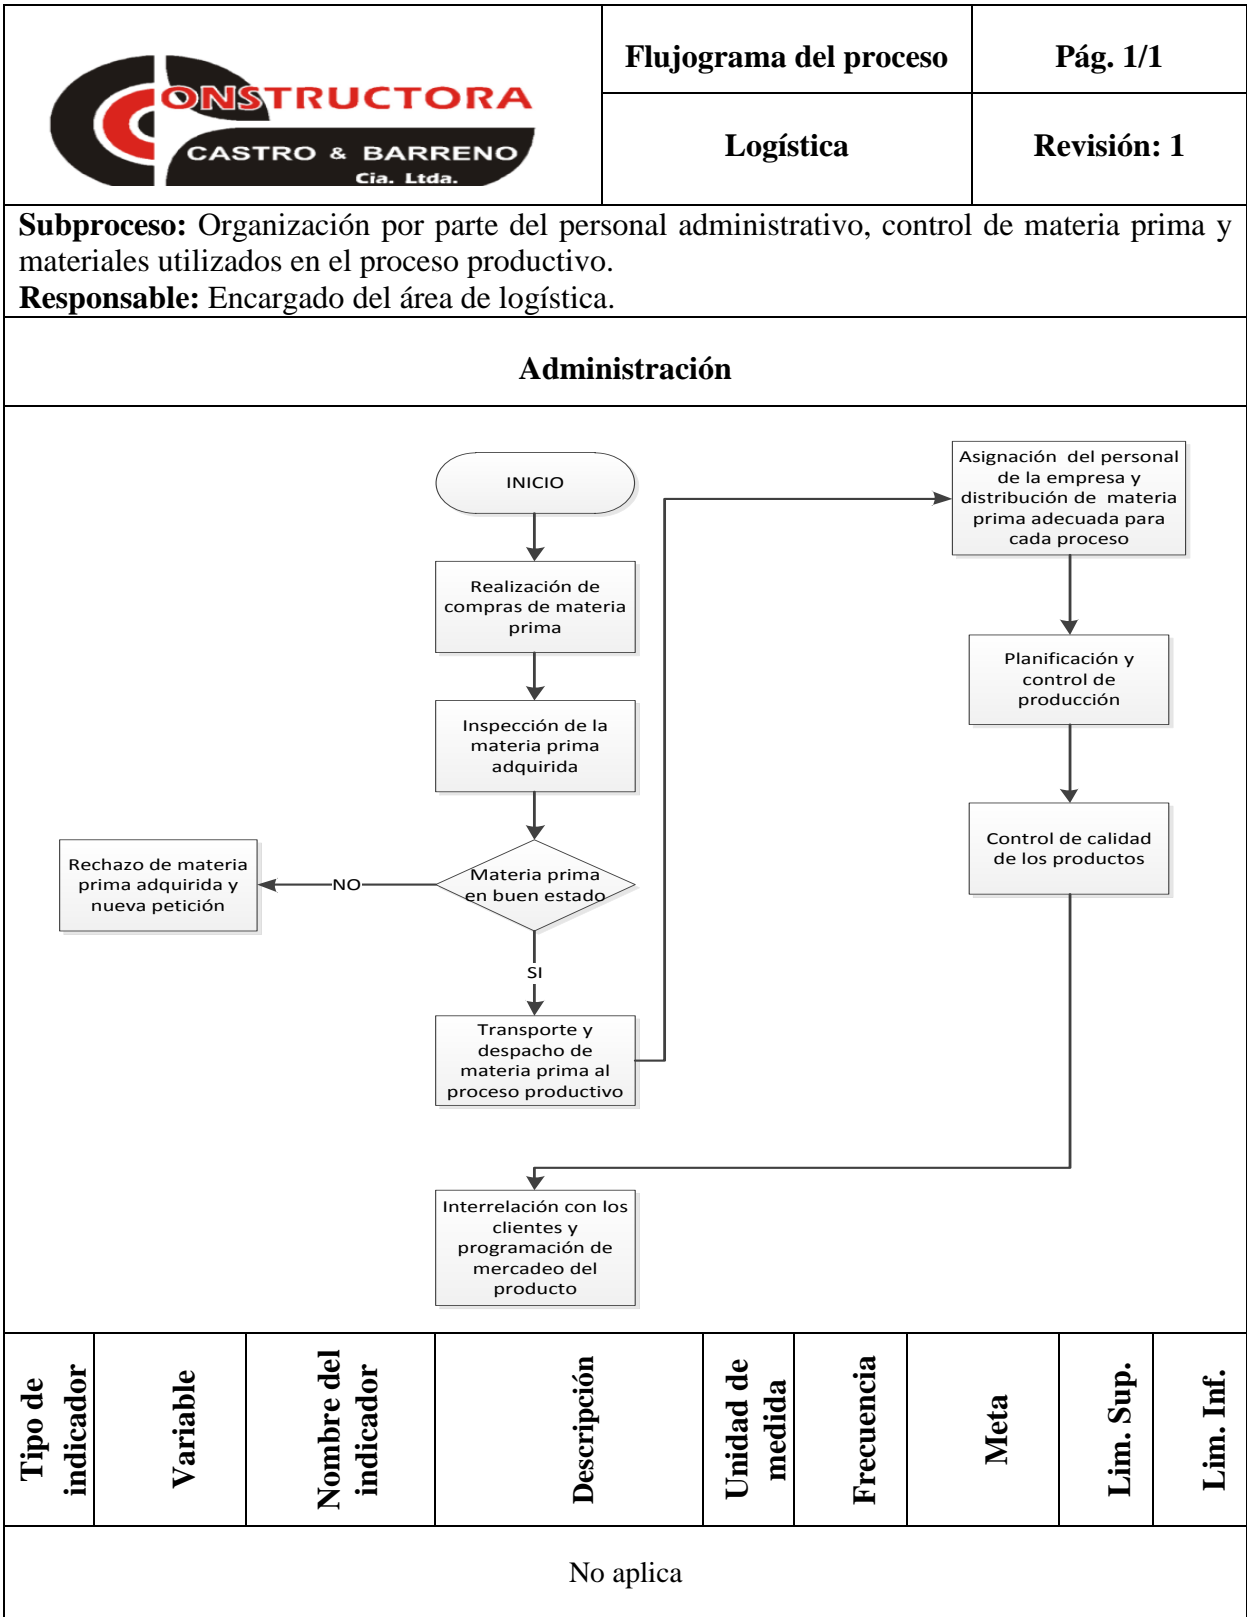 CONSTRUCTORA
CASTRO & BARRENO
Cia. Ltda.
Flujograma del proceso
Pág. 1/1
Logística
Revisión: 1
Subproceso: Organización por parte del personal administrativo, control de materia prima y
materiales utilizados en el proceso productivo.
Responsable: Encargado del área de logística.
Administración
INICIO
Realización de
compras de materia
prima
Inspección de la
materia prima
adquirida
Materia prima
en buen estado
NO
Rechazo de materia
prima adquirida y
nueva petición
SI
Transporte y
despacho de
materia prima al
proceso productivo
Asignación del personal
de la empresa y
distribución de materia
prima adecuada para
cada proceso
Planificación y
control de
producción
Control de calidad
de los productos
Interrelación con los
clientes y
programación de
mercadeo del
producto
Tipo de
indicador
Variable
Nombre del
indicador
Descripción
Unidad de
medida
Frecuencia
Meta
Lim. Sup.
Lim. Inf.
No aplica